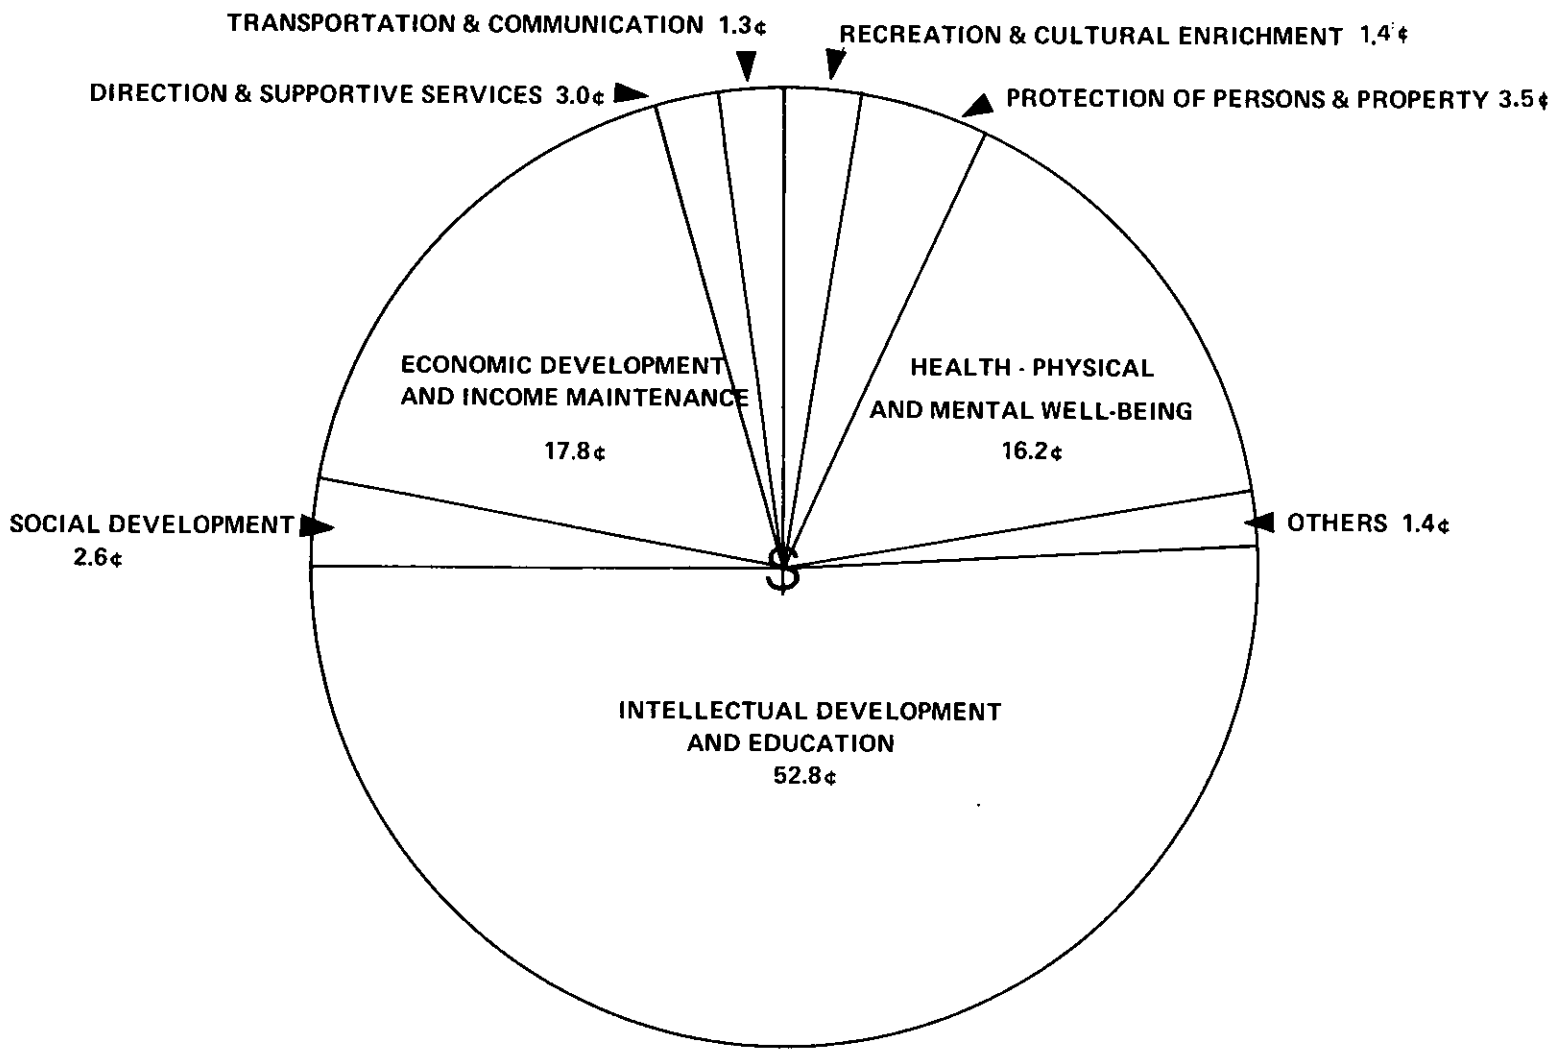 TRANSPORTATION & COMMUNICATION 1.3¢
RECREATION & CULTURAL ENRICHMENT 1.4¢
DIRECTION & SUPPORTIVE SERVICES 3.0¢
PROTECTION OF PERSONS & PROPERTY 3.5¢
ECONOMIC DEVELOPMENT
AND INCOME MAINTENANCE
17.8¢
HEALTH - PHYSICAL
AND MENTAL WELL-BEING
16.2¢
SOCIAL DEVELOPMENT
2.6¢
OTHERS 1.4¢
$
INTELLECTUAL DEVELOPMENT
AND EDUCATION
52.8¢